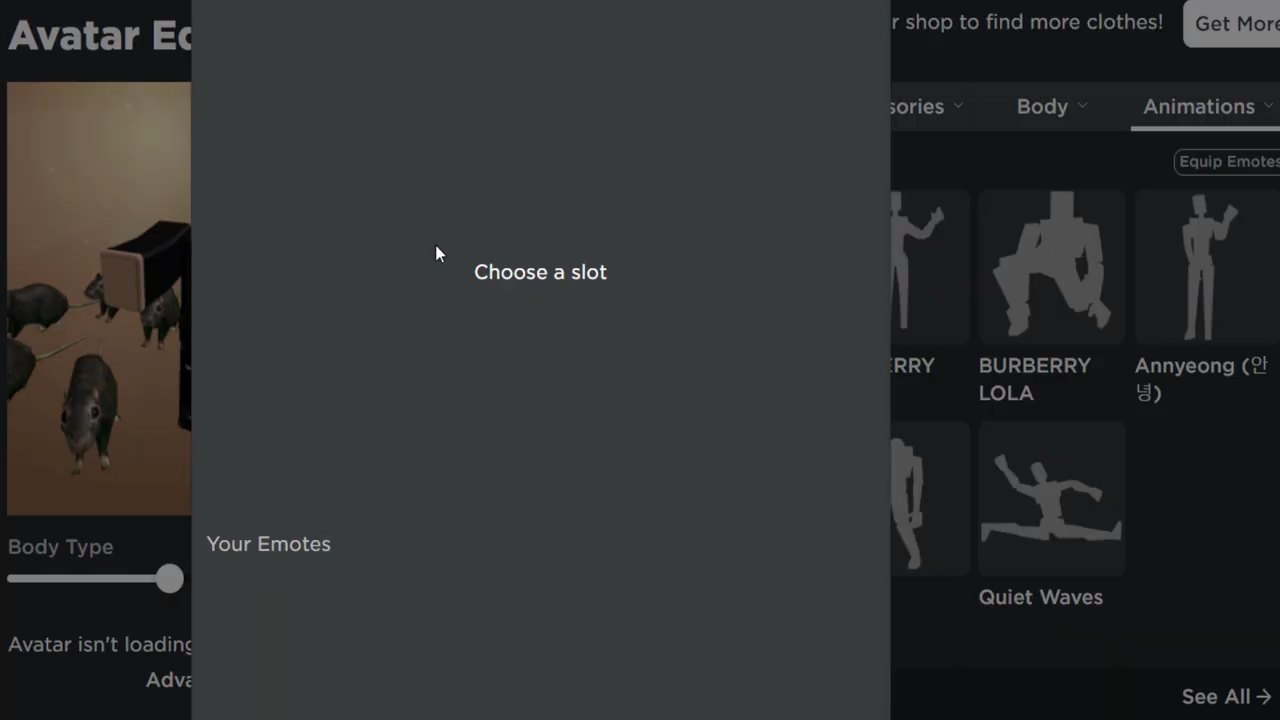 Avatar Ed
r shop to find more clothes!
Get More
sories
Body
Animations
Equip Emotes
Choose a slot
ERRY
BURBERRY
LOLA
Annyeong (안
녕)
Your Emotes
Body Type
Quiet Waves
Avatar isn't loading
Adva
See All